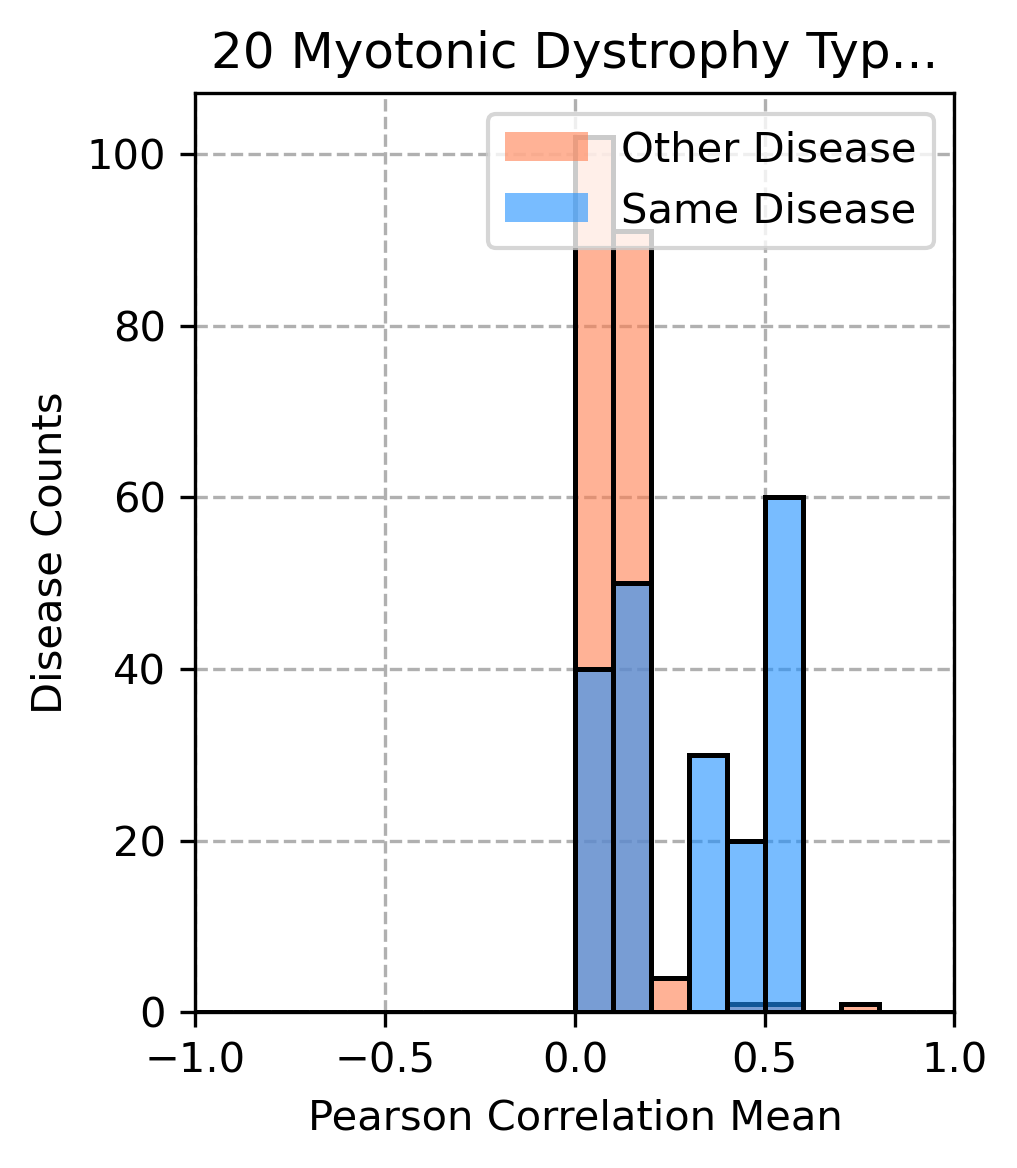 20 Myotonic Dystrophy Typ...
Other Disease
Same Disease
100
80
60
40
20
0
−1.0
−0.5
0.0
0.5
1.0
Disease Counts
Pearson Correlation Mean